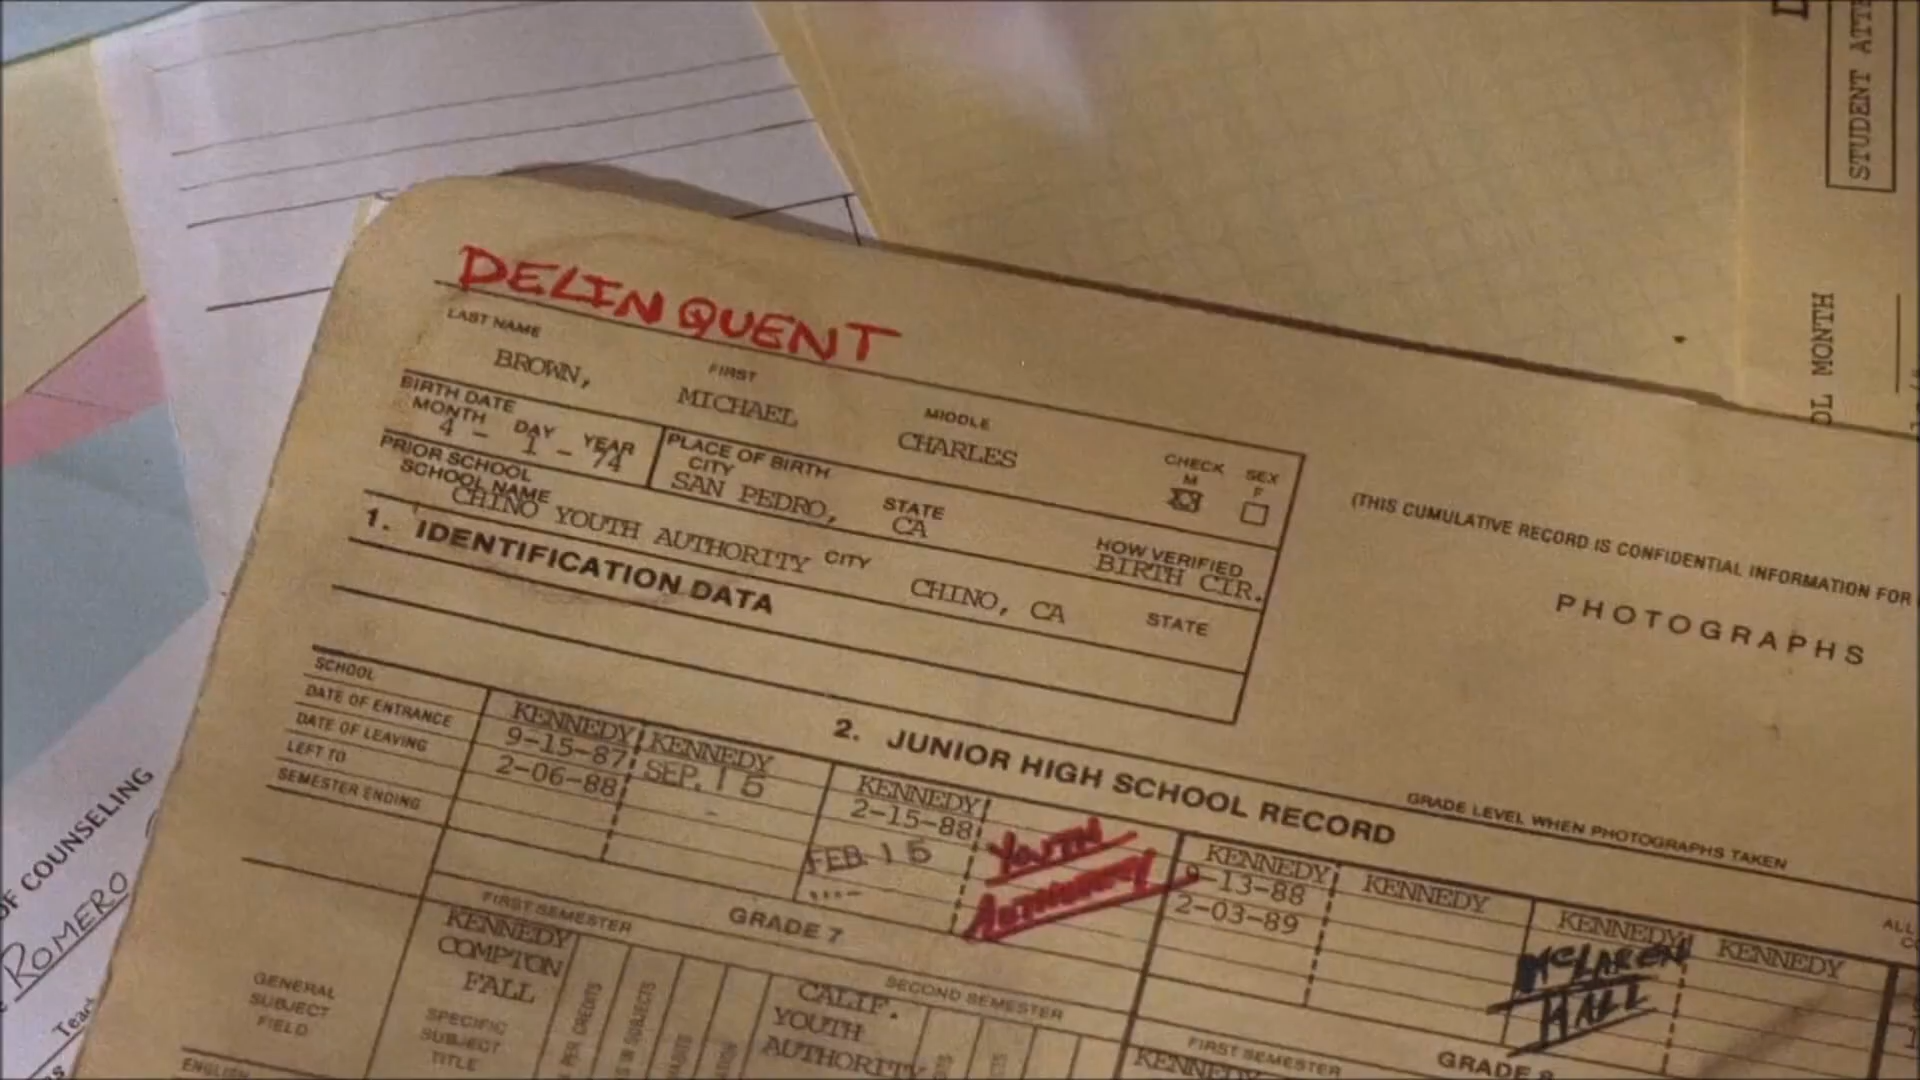 DELINQUENT
LAST NAME FIRST MIDDLE CHECK SEX
BROWN, MICHAEL CHARLES M F
BIRTH DATE
MONTH DAY YEAR
4 - 1 - 74
PLACE OF BIRTH
CITY STATE HOW VERIFIED
SAN PEDRO, CA BIRTH CIR.
PRIOR SCHOOL
SCHOOL NAME CITY STATE
CHINO YOUTH AUTHORITY CHINO, CA
1. IDENTIFICATION DATA
(THIS CUMULATIVE RECORD IS CONFIDENTIAL INFORMATION FOR
PHOTOGRAPHS
GRADE LEVEL WHEN PHOTOGRAPHS TAKEN
2. JUNIOR HIGH SCHOOL RECORD
SCHOOL KENNEDY KENNEDY KENNEDY KENNEDY KENNEDY KENNEDY KENNEDY
DATE OF ENTRANCE 9-15-87 SEP. 15 2-15-88 9-13-88
DATE OF LEAVING 2-06-88 FEB. 15 2-03-89
LEFT TO
SEMESTER ENDING
YOUTH
AUTHORITY
MCLAREN
HALL
FIRST SEMESTER GRADE 7 SECOND SEMESTER
KENNEDY
COMPTON
FALL
CALIF.
YOUTH
AUTHORITY
FIRST SEMESTER GRADE 8
KENNEDY
GENERAL
SUBJECT
FIELD
SPECIFIC
SUBJECT
TITLE
PER CREDITS
SUBJECTS
ENGLISH
OF COUNSELING
ROMERO
STUDENT
MONTH